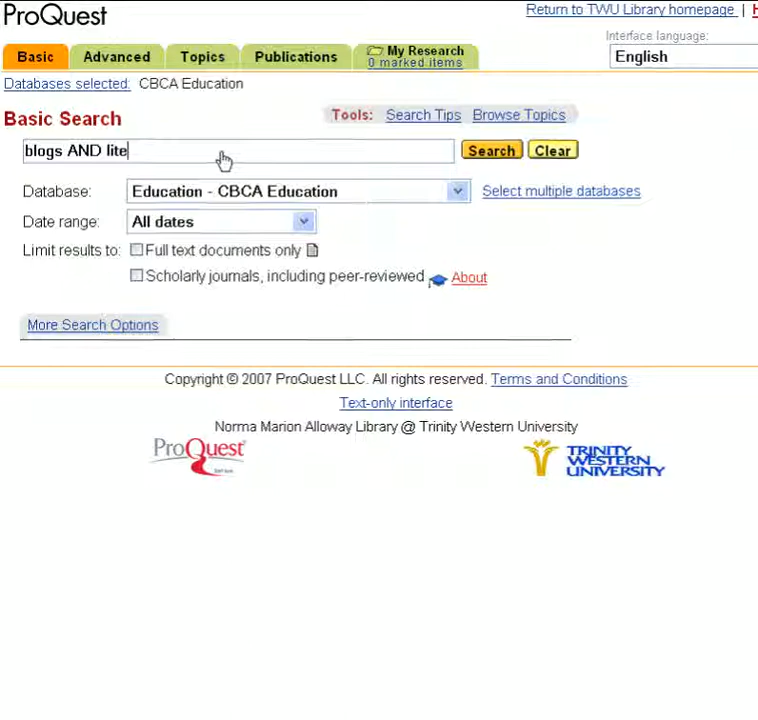 ProQuest
Return to TWU Library homepage |
Interface language:
English
Basic
Advanced
Topics
Publications
My Research
0 marked items
Databases selected: CBCA Education
Basic Search
Tools: Search Tips Browse Topics
blogs AND lite
Search
Clear
Database: Education - CBCA Education Select multiple databases
Date range: All dates
Limit results to: Full text documents only
Scholarly journals, including peer-reviewed About
More Search Options
Copyright © 2007 ProQuest LLC. All rights reserved. Terms and Conditions
Text-only interface
Norma Marion Alloway Library @ Trinity Western University
ProQuest
TRINITY
WESTERN
UNIVERSITY